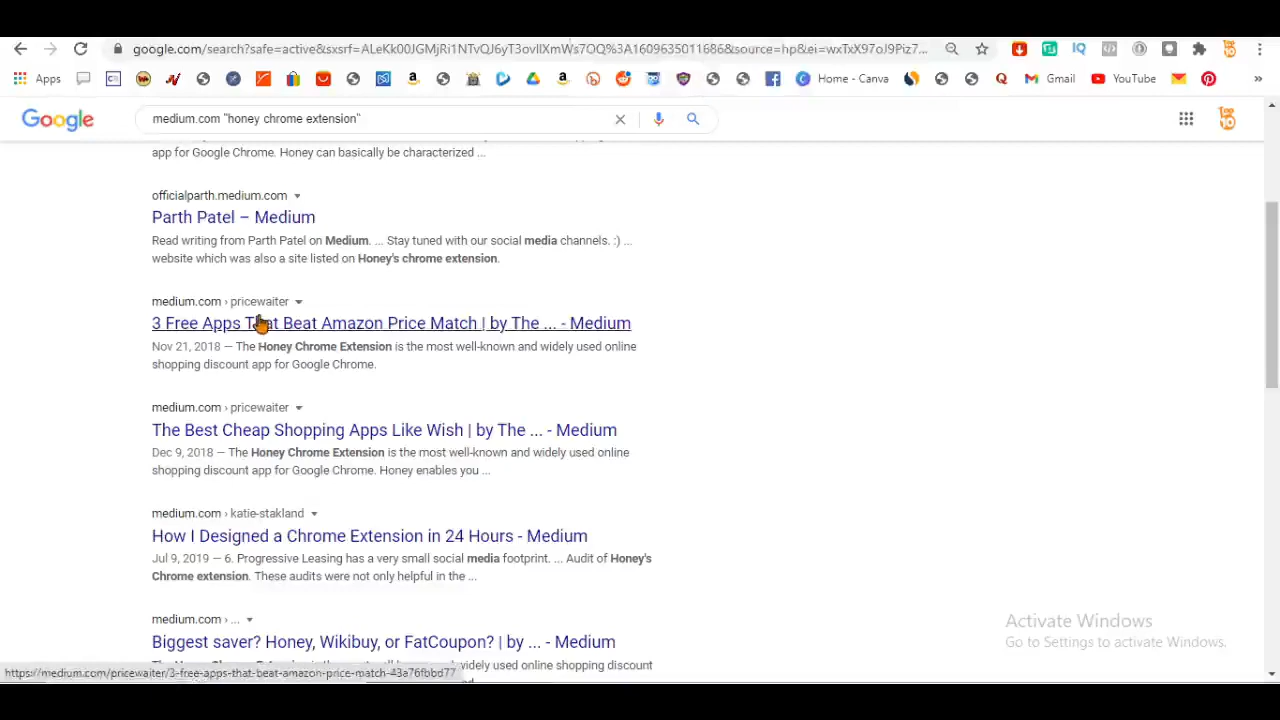 google.com/search?safe=active&sxsrf=ALeKk00JGMjRi1NTvQJ6yT3ovlIXmWs7QQ%3A1609635011686&source=hp&ei=wxTxX97oJ9Piz7...
Apps
Home - Canva
Gmail
YouTube
»
Google
medium.com "honey chrome extension"
app for Google Chrome. Honey can basically be characterized ...
officialparth.medium.com
Parth Patel – Medium
Read writing from Parth Patel on Medium. ... Stay tuned with our social media channels. :) ...
website which was also a site listed on Honey's chrome extension.
medium.com › pricewaiter
3 Free Apps That Beat Amazon Price Match | by The ... - Medium
Nov 21, 2018 — The Honey Chrome Extension is the most well-known and widely used online
shopping discount app for Google Chrome.
medium.com › pricewaiter
The Best Cheap Shopping Apps Like Wish | by The ... - Medium
Dec 9, 2018 — The Honey Chrome Extension is the most well-known and widely used online
shopping discount app for Google Chrome. Honey enables you ...
medium.com › katie-stakland
How I Designed a Chrome Extension in 24 Hours - Medium
Jul 9, 2019 — 6. Progressive Leasing has a very small social media footprint. ... Audit of Honey's
Chrome extension. These audits were not only helpful in the ...
medium.com › ...
Activate Windows
Biggest saver? Honey, Wikibuy, or FatCoupon? | by ... - Medium
Go to Settings to activate Windows.
widely used online shopping discount
https://medium.com/pricewaiter/3-free-apps-that-beat-amazon-price-match-43a76fbbd77